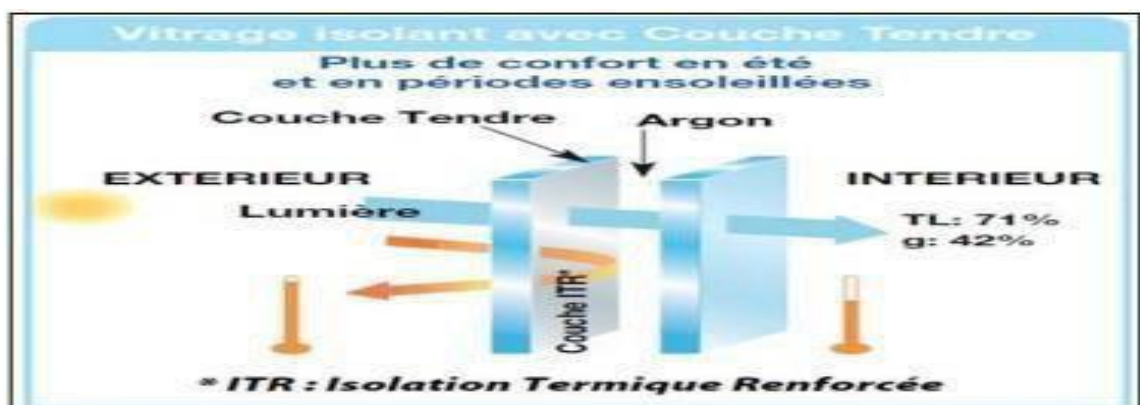 Vitrage isolant avec Couche Tendre
Plus de confort en été
et en périodes ensoleillées
Couche Tendre
Argon
EXTERIEUR
INTERIEUR
Lumière
TL: 71%
g: 42%
Couche ITR*
* ITR : Isolation Termique Renforcée